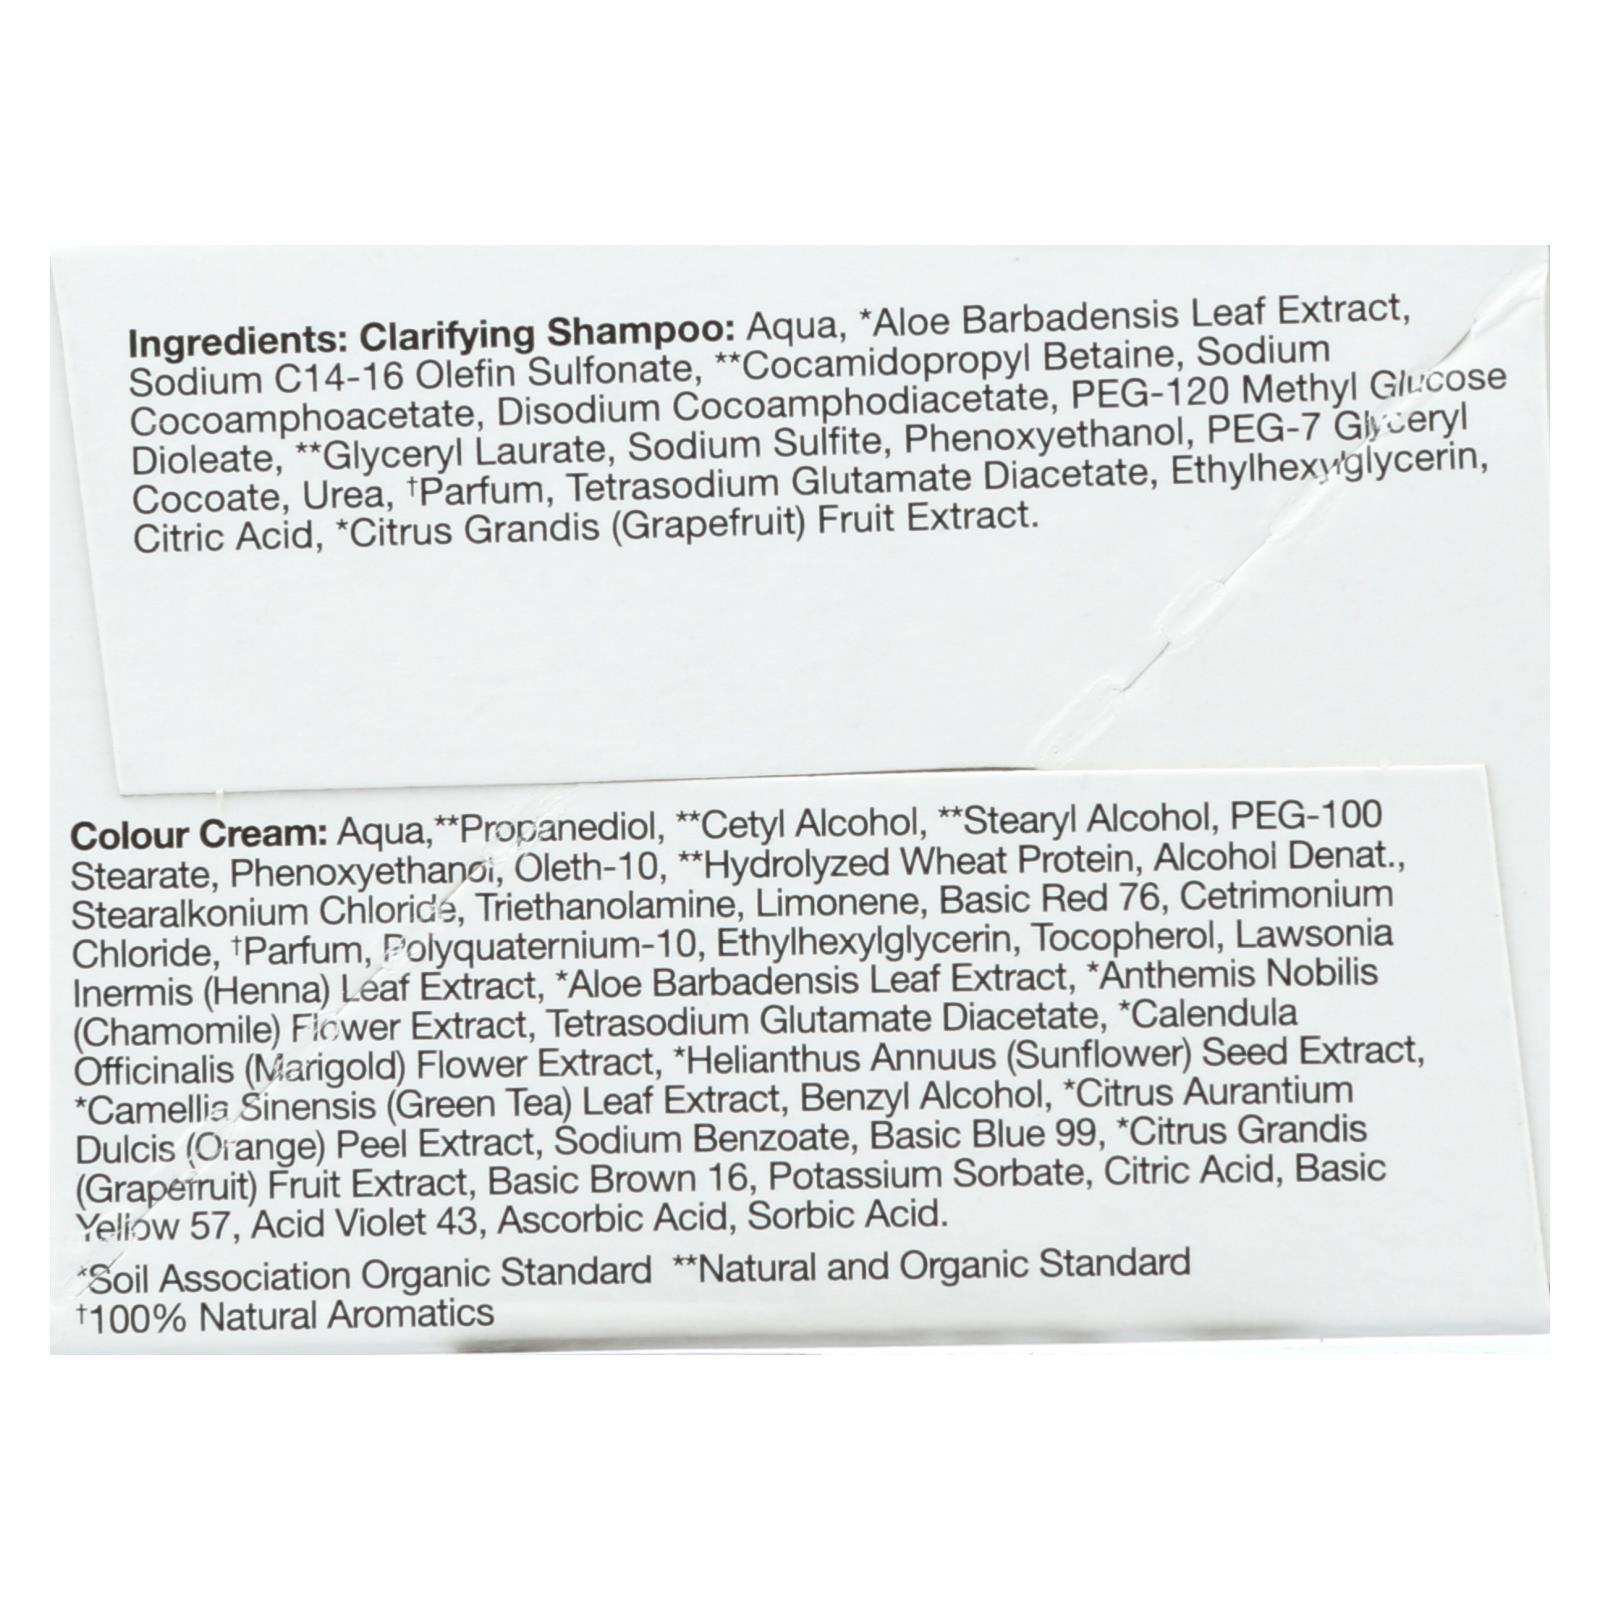 Ingredients: Clarifying Shampoo: Aqua, *Aloe Barbadensis Leaf Extract,
Sodium C14-16 Olefin Sulfonate, **Cocamidopropyl Betaine, Sodium
Cocoamphoacetate, Disodium Cocoamphodiacetate, PEG-120 Methyl Glucose
Dioleate, **Glyceryl Laurate, Sodium Sulfite, Phenoxyethanol, PEG-7 Glyceryl
Cocoate, Urea, †Parfum, Tetrasodium Glutamate Diacetate, Ethylhexylglycerin,
Citric Acid, *Citrus Grandis (Grapefruit) Fruit Extract.
Colour Cream: Aqua,**Propanediol, **Cetyl Alcohol, **Stearyl Alcohol, PEG-100
Stearate, Phenoxyethanol, Oleth-10, **Hydrolyzed Wheat Protein, Alcohol Denat.,
Stearalkonium Chloride, Triethanolamine, Limonene, Basic Red 76, Cetrimonium
Chloride, †Parfum, Polyquaternium-10, Ethylhexylglycerin, Tocopherol, Lawsonia
Inermis (Henna) Leaf Extract, *Aloe Barbadensis Leaf Extract, *Anthemis Nobilis
(Chamomile) Flower Extract, Tetrasodium Glutamate Diacetate, *Calendula
Officinalis (Marigold) Flower Extract, *Helianthus Annuus (Sunflower) Seed Extract,
*Camellia Sinensis (Green Tea) Leaf Extract, Benzyl Alcohol, *Citrus Aurantium
Dulcis (Orange) Peel Extract, Sodium Benzoate, Basic Blue 99, *Citrus Grandis
(Grapefruit) Fruit Extract, Basic Brown 16, Potassium Sorbate, Citric Acid, Basic
Yellow 57, Acid Violet 43, Ascorbic Acid, Sorbic Acid.
*Soil Association Organic Standard **Natural and Organic Standard
†100% Natural Aromatics